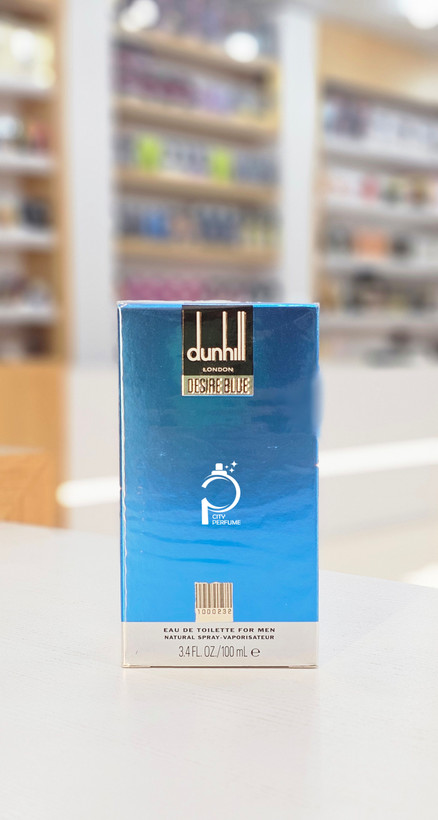 dunhill
LONDON
DESIRE BLUE
CITY
PERFUME
1000232
EAU DE TOILETTE FOR MEN
NATURAL SPRAY-VAPORISATEUR
3.4 FL. OZ./100 mL ℮